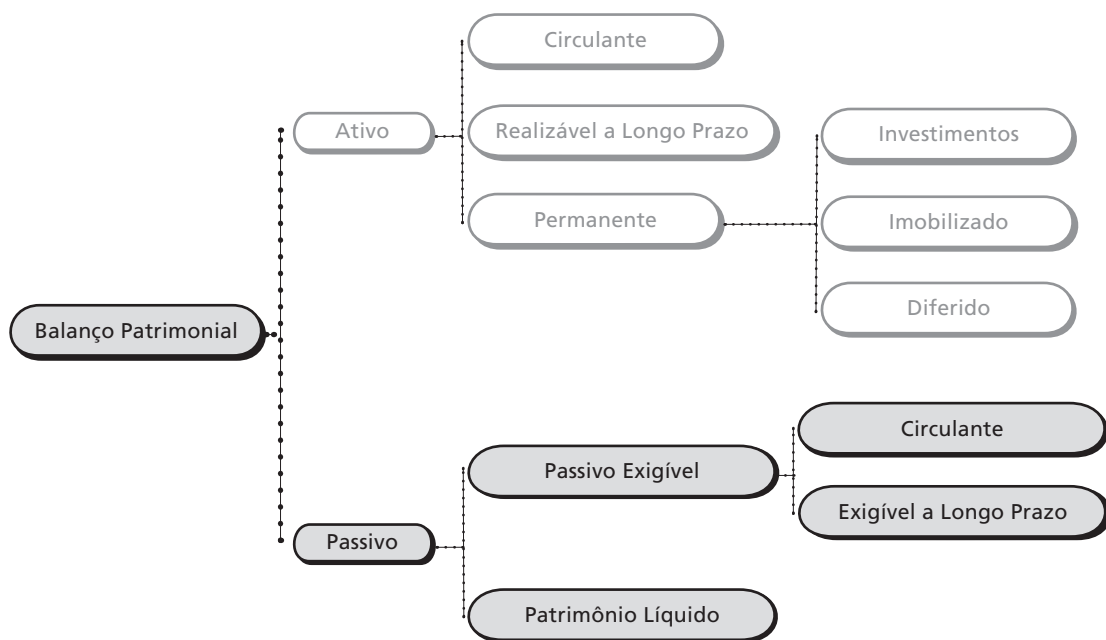 Circulante
Ativo
Realizável a Longo Prazo
Investimentos
Permanente
Imobilizado
Diferido
Balanço Patrimonial
Circulante
Passivo Exigível
Exigível a Longo Prazo
Passivo
Patrimônio Líquido